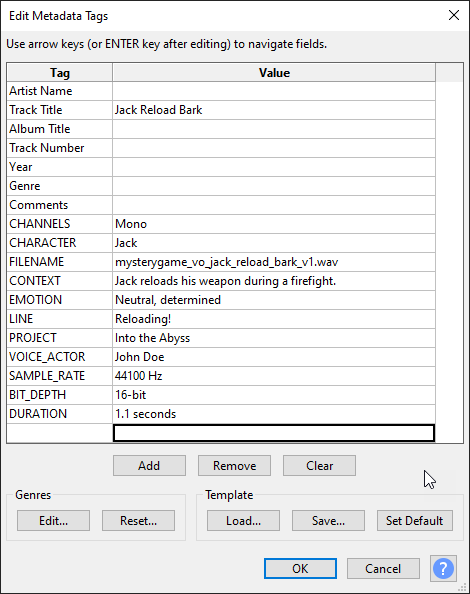 Edit Metadata Tags
Use arrow keys (or ENTER key after editing) to navigate fields.
Tag Value
Artist Name
Track Title Jack Reload Bark
Album Title
Track Number
Year
Genre
Comments
CHANNELS Mono
CHARACTER Jack
FILENAME mysterygame_vo_jack_reload_bark_v1.wav
CONTEXT Jack reloads his weapon during a firefight.
EMOTION Neutral, determined
LINE Reloading!
PROJECT Into the Abyss
VOICE_ACTOR John Doe
SAMPLE_RATE 44100 Hz
BIT_DEPTH 16-bit
DURATION 1.1 seconds
Add Remove Clear
Genres Template
Edit... Reset... Load... Save... Set Default
OK Cancel ?